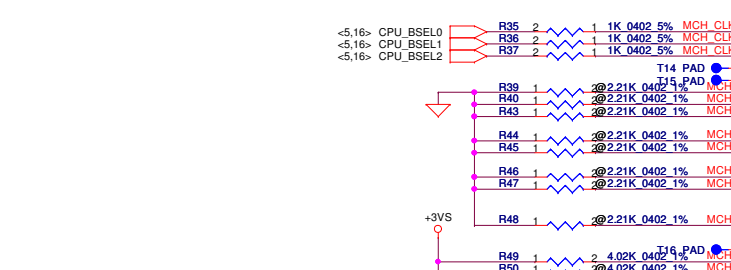 <5,16> CPU_BSEL0 R35 2 1 1K_0402_5% MCH_CLK
<5,16> CPU_BSEL1 R36 2 1 1K_0402_5% MCH_CLK
<5,16> CPU_BSEL2 R37 2 1 1K_0402_5% MCH_CLK
T14 PAD
T15 PAD
R39 1 2@2.21K_0402_1% MCH
R40 1 2@2.21K_0402_1% MCH
R43 1 2@2.21K_0402_1% MCH
R44 1 2@2.21K_0402_1% MCH
R45 1 2@2.21K_0402_1% MCH
R46 1 2@2.21K_0402_1% MCH
R47 1 2@2.21K_0402_1% MCH
R48 1 2@2.21K_0402_1% MCH
+3VS
T16 PAD
R49 1 2 4.02K_0402_1% MCH
R50 1 2@4.02K_0402_1% MCH